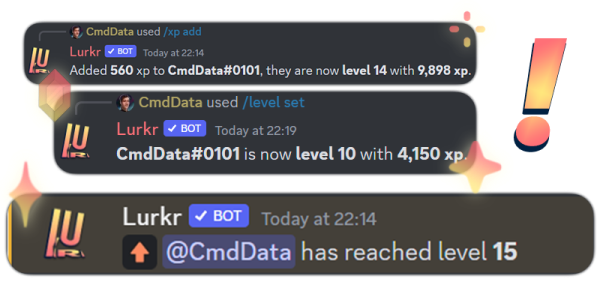 CmdData used /xp add
Lurkr ✓ BOT Today at 22:14
Added 560 xp to CmdData#0101, they are now level 14 with 9,898 xp.
CmdData used /level set
Lurkr ✓ BOT Today at 22:19
CmdData#0101 is now level 10 with 4,150 xp.
Lurkr ✓ BOT Today at 22:14
@CmdData has reached level 15
!